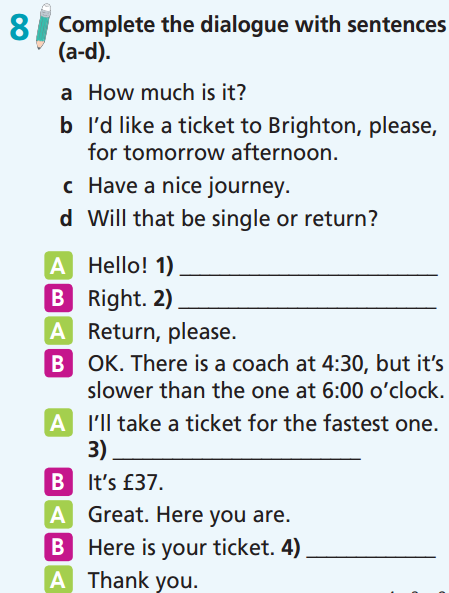 8 Complete the dialogue with sentences
(a-d).
a How much is it?
b I'd like a ticket to Brighton, please,
for tomorrow afternoon.
c Have a nice journey.
d Will that be single or return?
A Hello! 1) ____________________
B Right. 2) ____________________
A Return, please.
B OK. There is a coach at 4:30, but it's
slower than the one at 6:00 o'clock.
A I'll take a ticket for the fastest one.
3) ____________________
B It's £37.
A Great. Here you are.
B Here is your ticket. 4) __________
A Thank you.